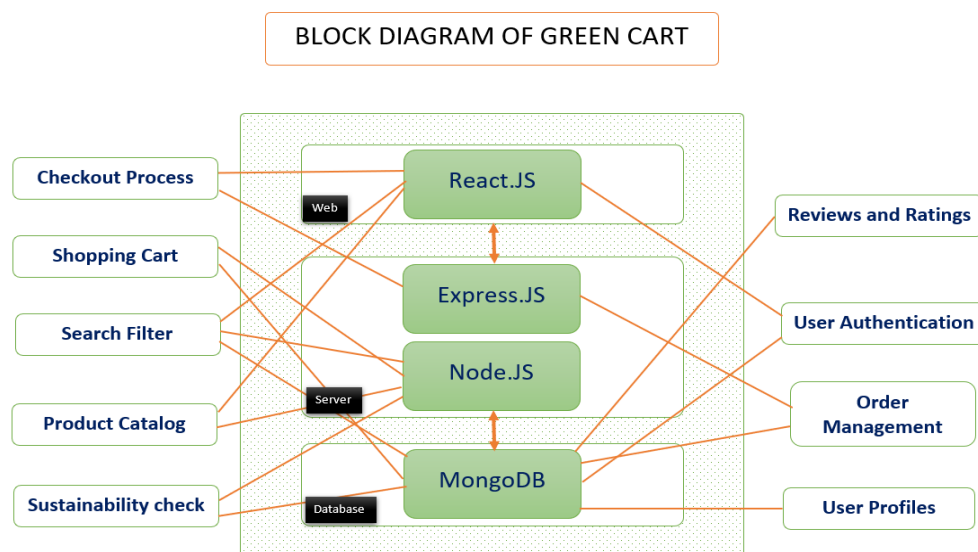 BLOCK DIAGRAM OF GREEN CART
Checkout Process
Shopping Cart
Search Filter
Product Catalog
Sustainability check
React.JS
Web
Express.JS
Node.JS
Server
MongoDB
Database
Reviews and Ratings
User Authentication
Order
Management
User Profiles